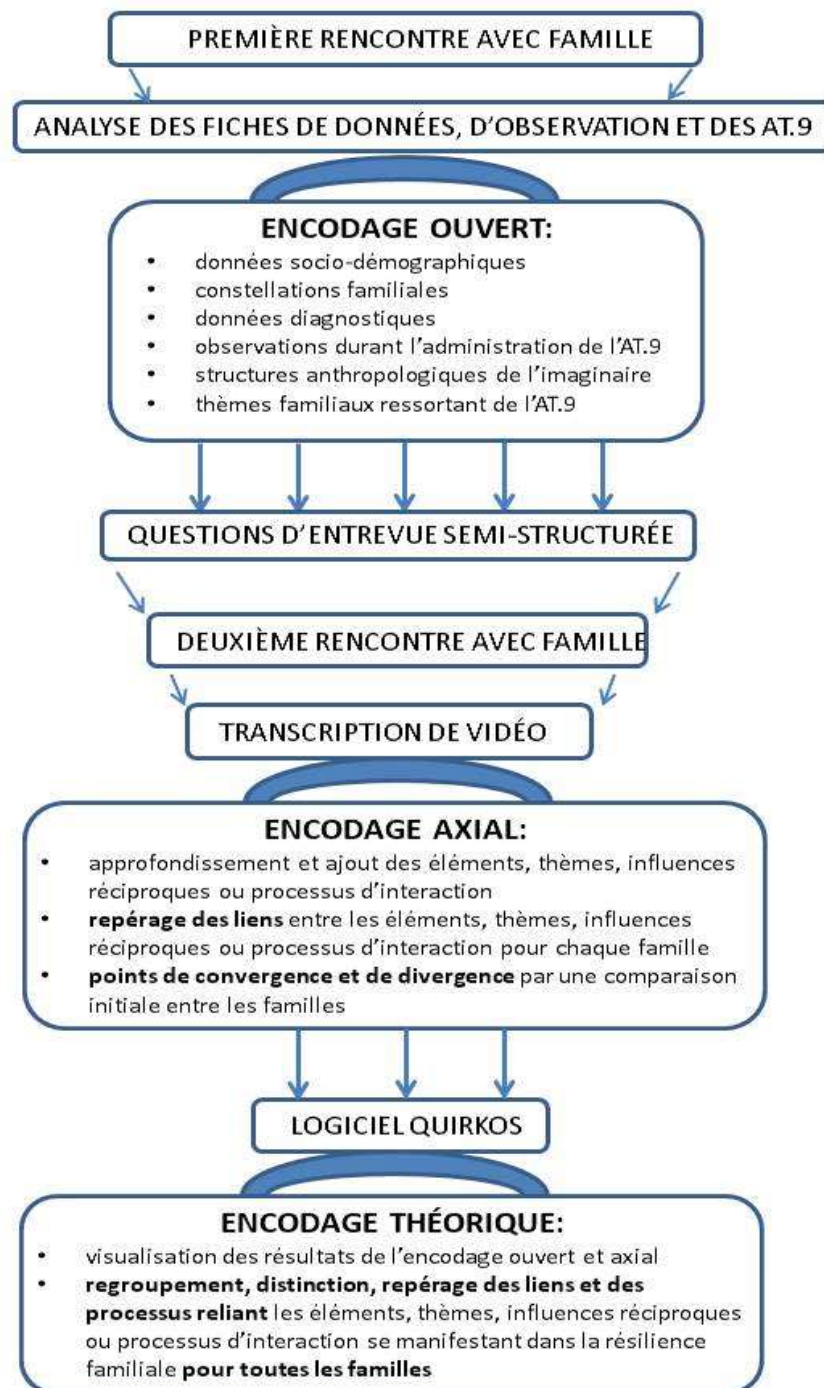 PREMIÈRE RENCONTRE AVEC FAMILLE
ANALYSE DES FICHES DE DONNÉES, D'OBSERVATION ET DES AT.9
ENCODAGE OUVERT:
• données socio-démographiques
• constellations familiales
• données diagnostiques
• observations durant l'administration de l'AT.9
• structures anthropologiques de l'imaginaire
• thèmes familiaux ressortant de l'AT.9
QUESTIONS D'ENTREVUE SEMI-STRUCTURÉE
DEUXIÈME RENCONTRE AVEC FAMILLE
TRANSCRIPTION DE VIDÉO
ENCODAGE AXIAL:
• approfondissement et ajout des éléments, thèmes, influences
réciproques ou processus d'interaction
• repérage des liens entre les éléments, thèmes, influences
réciproques ou processus d'interaction pour chaque famille
• points de convergence et de divergence par une comparaison
initiale entre les familles
LOGICIEL QUIRKOS
ENCODAGE THÉORIQUE:
• visualisation des résultats de l'encodage ouvert et axial
• regroupement, distinction, repérage des liens et des
processus reliant les éléments, thèmes, influences réciproques
ou processus d'interaction se manifestant dans la résilience
familiale pour toutes les familles